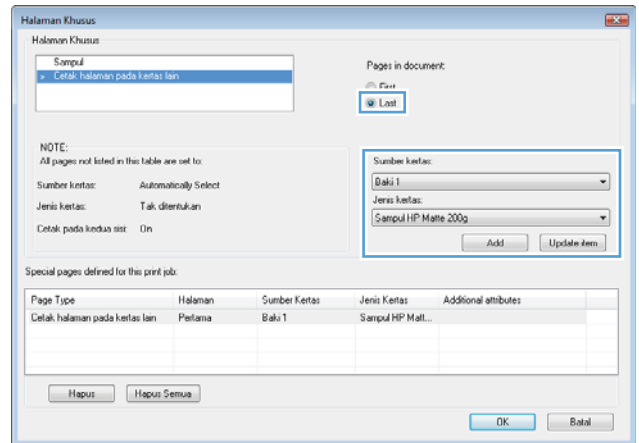 Halaman Khusus
Halaman Khusus
Sampul
» Cetak halaman pada kertas lain
Pages in document:
First
Last
NOTE:
All pages not listed in this table are set to:
Sumber kertas: Automatically Select
Jenis kertas: Tak ditentukan
Cetak pada kedua sisi: On
Sumber kertas:
Baki 1
Jenis kertas:
Sampul HP Matte 200g
Add Update item
Special pages defined for this print job:
Page Type Halaman Sumber Kertas Jenis Kertas Additional attributes
Cetak halaman pada kertas lain Pertama Baki 1 Sampul HP Matt...
Hapus Hapus Semua
OK Batal